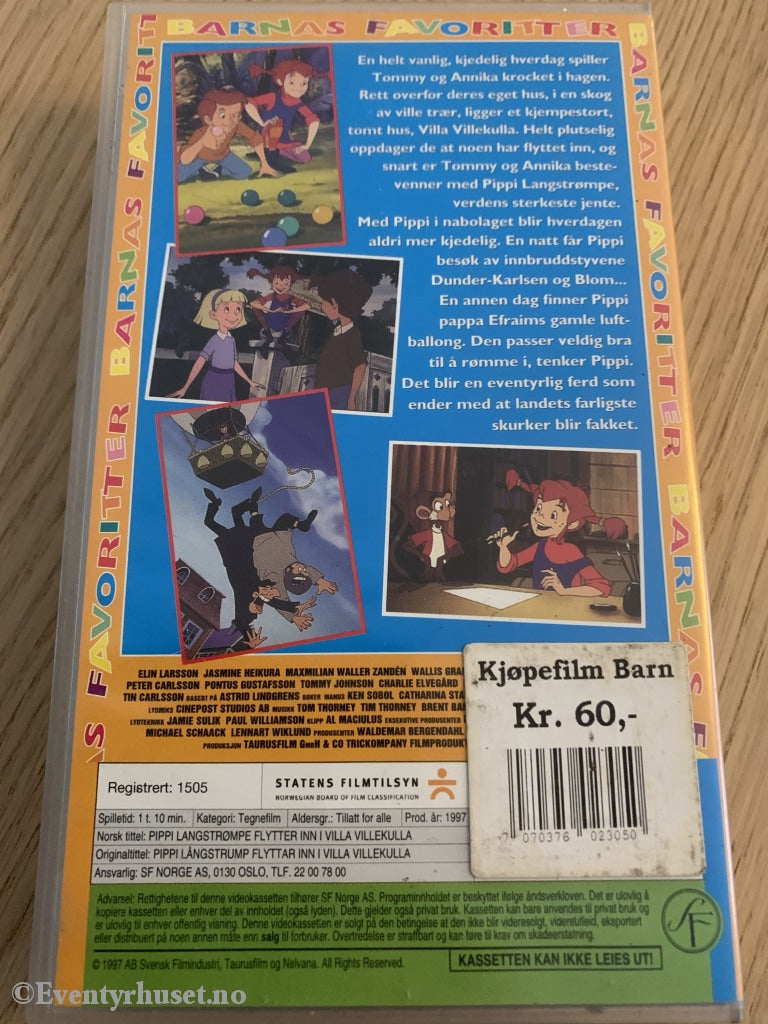 BARNAS FAVORITTER
BARNAS FAVORITTER
BARNAS FAVORITTER
BARNAS
En helt vanlig, kjedelig hverdag spiller
Tommy og Annika krocket i hagen.
Rett overfor deres eget hus, i en skog
av ville trær, ligger et kjempestort,
tomt hus, Villa Villekulla. Helt plutselig
oppdager de at noen har flyttet inn, og
snart er Tommy og Annika beste-
venner med Pippi Langstrømpe,
verdens sterkeste jente.
Med Pippi i nabolaget blir hverdagen
aldri mer kjedelig. En natt får Pippi
besøk av innbruddstyvene
Dunder-Karlsen og Blom...
En annen dag finner Pippi
pappa Efraims gamle luft-
ballong. Den passer veldig bra
til å rømme i, tenker Pippi.
Det blir en eventyrlig ferd som
ender med at landets farligste
skurker blir fakket.
ELIN LARSSON JASMINE HEIKURA MAXMILIAN WALLER ZANDÉN WALLIS
PETER CARLSSON PONTUS GUSTAFSSON TOMMY JOHNSON CHARLIE ELVEGÅRD
TIN CARLSSON BASERT PÅ ASTRID LINDGRENS BØKER MANUS KEN SOBOL CATHARINA
LYDMIKS CINEPOST STUDIOS AB MUSIKK TOM THORNEY TIM THORNEY BRENT
LYDTEKNIKK JAMIE SULIK PAUL WILLIAMSON KLIPP AL MACIULUS EKSEKUTIVE PRODUSENTER
MICHAEL SCHAACK LENNART WIKLUND PRODUSENTER WALDEMAR BERGENDAHL
PRODUKSJON TAURUSFILM GmbH & CO TRICKOMPANY
Kjøpefilm Barn
Kr. 60,-
7 070376 023050
Registrert: 1505
STATENS FILMTILSYN
NORWEGIAN BOARD OF FILM CLASSIFICATION
Spilletid: 1 t. 10 min. Kategori: Tegnefilm Aldersgr.: Tillatt for alle Prod. år: 1997
Norsk tittel: PIPPI LANGSTRØMPE FLYTTER INN I VILLA VILLEKULLA
Originaltittel: PIPPI LÅNGSTRUMP FLYTTAR INN I VILLA VILLEKULLA
Ansvarlig: SF NORGE AS, 0130 OSLO, TLF. 22 00 78 00
Advarsel: Rettighetene til denne videokassetten tilhører SF Norge AS. Programinnholdet er beskyttet ifølge åndsverkloven. Det er ulovlig å
kopiere kassetten eller enhver del av innholdet (også lyden). Dette gjelder også privat bruk. Kassetten kan bare anvendes til privat bruk og
er ulovlig til enhver offentlig visning. Denne videokassetten er solgt på den betingelse at den ikke blir videresolgt, videreutleid, eksportert
eller distribuert på noen annen måte enn salg til forbruker. Overtredelse er straffbart og kan føre til krav om skadeerstatning.
© 1997 AB Svensk Filmindustri, Taurusfilm og Nelvana. All Rights Reserved.
KASSETTEN KAN IKKE LEIES UT!
SF
©Eventyrhuset.no